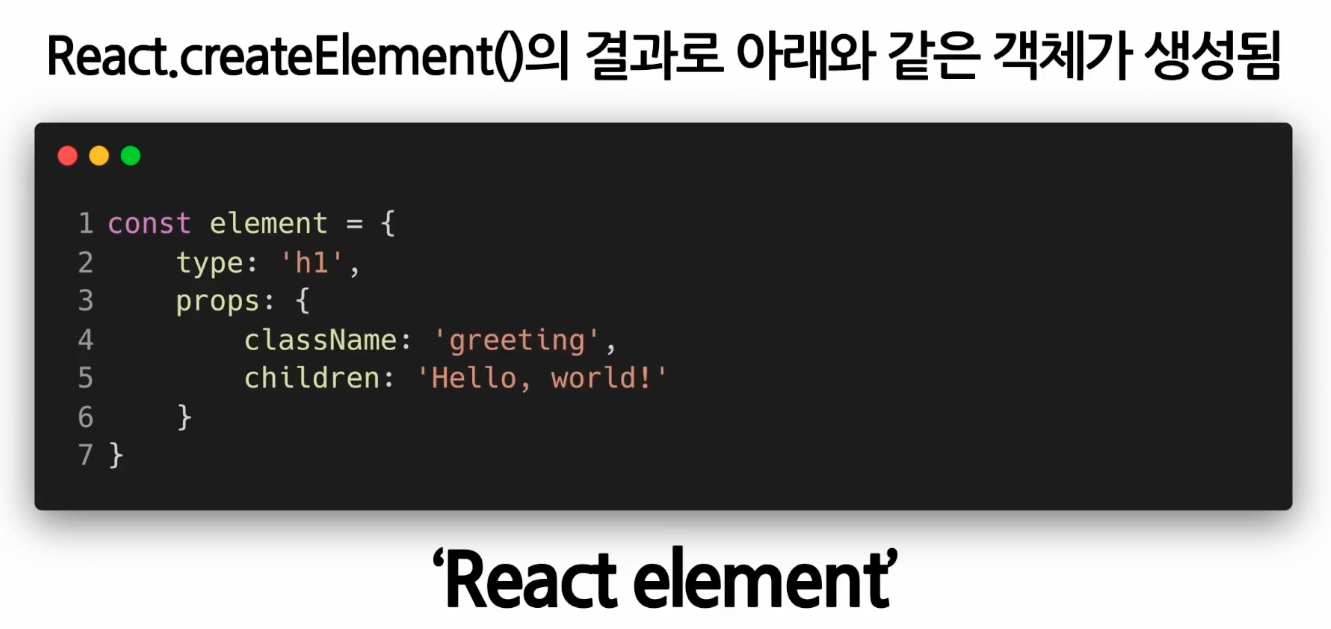 React.createElement()의 결과로 아래와 같은 객체가 생성됨
1 const element = {
2     type: 'h1',
3     props: {
4         className: 'greeting',
5         children: 'Hello, world!'
6     }
7 }
‘React element’